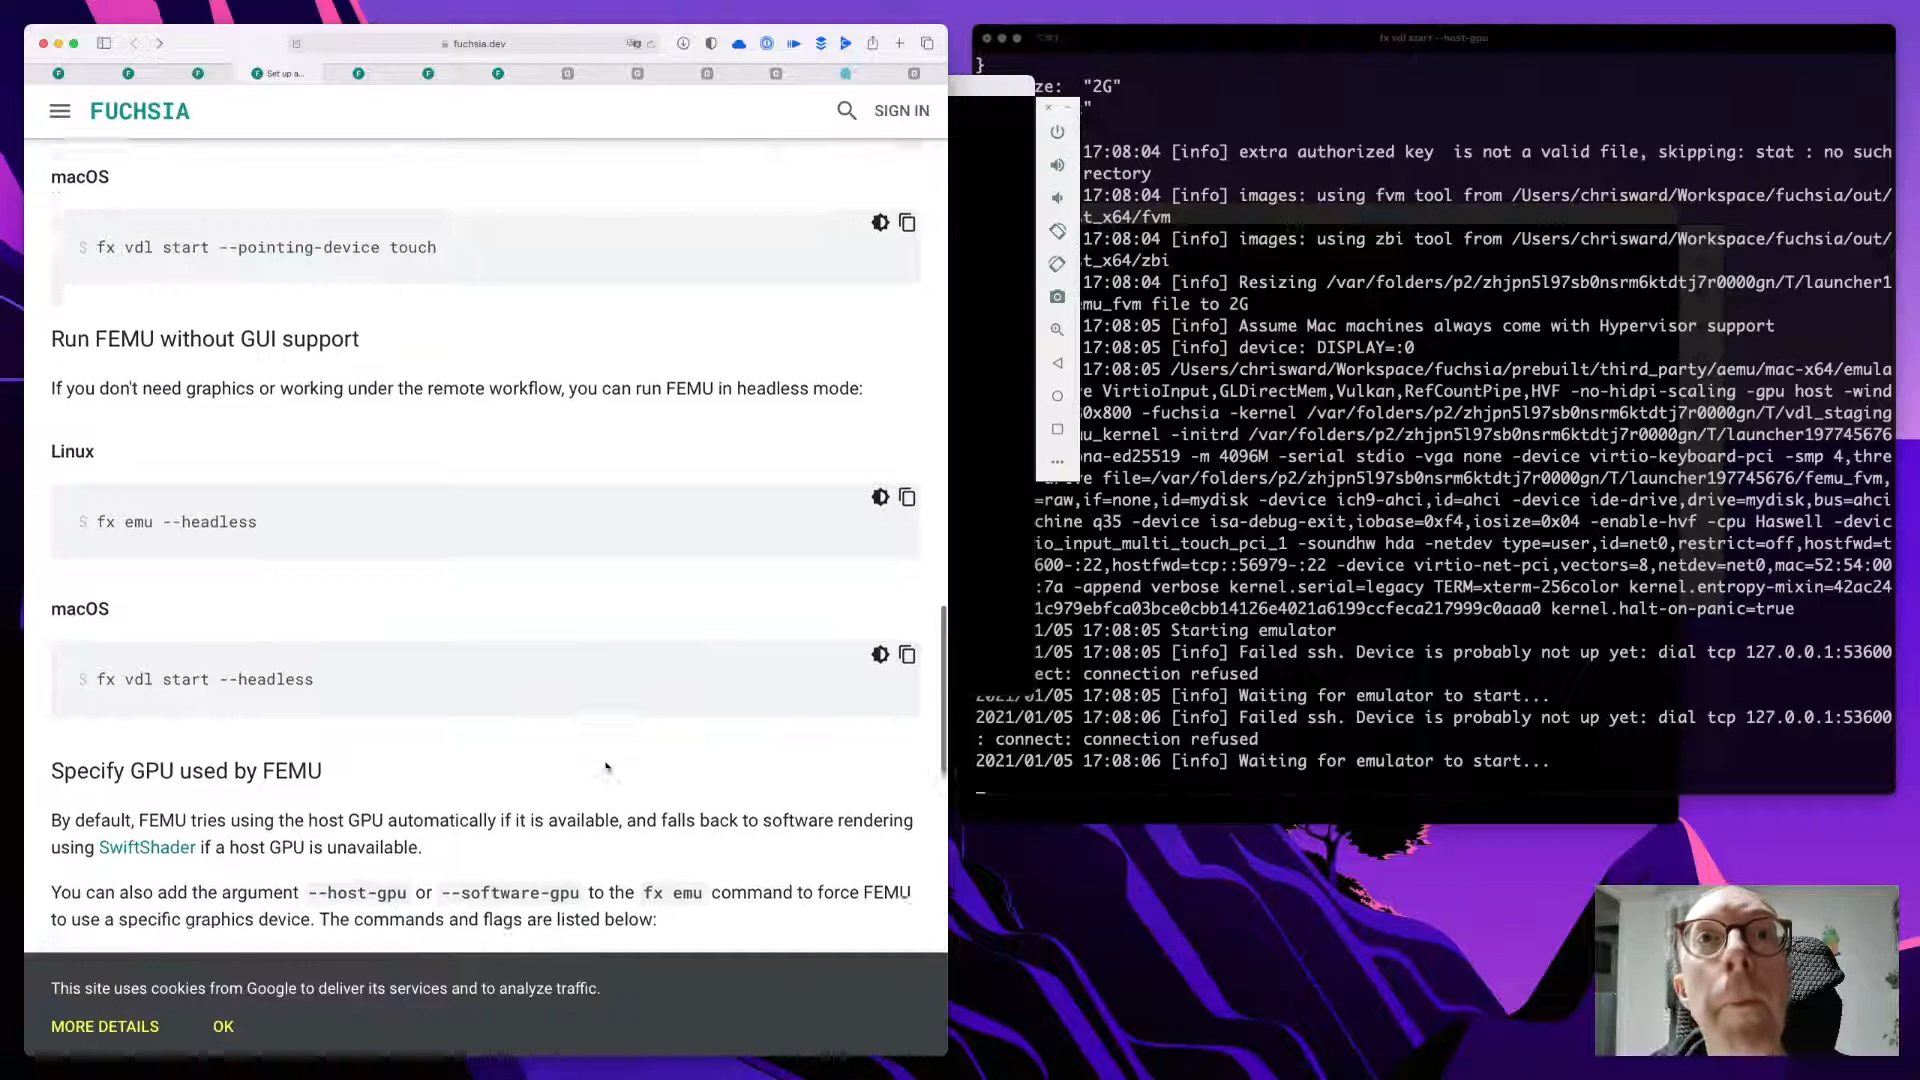 fuchsia.dev
Set up a...
FUCHSIA
SIGN IN
macOS
$ fx vdl start --pointing-device touch
Run FEMU without GUI support
If you don't need graphics or working under the remote workflow, you can run FEMU in headless mode:
Linux
$ fx emu --headless
macOS
$ fx vdl start --headless
Specify GPU used by FEMU
By default, FEMU tries using the host GPU automatically if it is available, and falls back to software rendering
using SwiftShader if a host GPU is unavailable.
You can also add the argument --host-gpu or --software-gpu to the fx emu command to force FEMU
to use a specific graphics device. The commands and flags are listed below:
This site uses cookies from Google to deliver its services and to analyze traffic.
MORE DETAILS OK
fx vdl start --host-gpu
}
ze: "2G"
"
17:08:04 [info] extra authorized key is not a valid file, skipping: stat : no such
rectory
17:08:04 [info] images: using fvm tool from /Users/chrisward/Workspace/fuchsia/out/
t_x64/fvm
17:08:04 [info] images: using zbi tool from /Users/chrisward/Workspace/fuchsia/out/
t_x64/zbi
17:08:04 [info] Resizing /var/folders/p2/zhjpn5l97sb0nsrm6ktdtj7r0000gn/T/launcher1
emu_fvm file to 2G
17:08:05 [info] Assume Mac machines always come with Hypervisor support
17:08:05 [info] device: DISPLAY=:0
17:08:05 /Users/chrisward/Workspace/fuchsia/prebuilt/third_party/aemu/mac-x64/emula
e VirtioInput,GLDirectMem,Vulkan,RefCountPipe,HVF -no-hidpi-scaling -gpu host -wind
0x800 -fuchsia -kernel /var/folders/p2/zhjpn5l97sb0nsrm6ktdtj7r0000gn/T/vdl_staging
u_kernel -initrd /var/folders/p2/zhjpn5l97sb0nsrm6ktdtj7r0000gn/T/launcher197745676
ona-ed25519 -m 4096M -serial stdio -vga none -device virtio-keyboard-pci -smp 4,thre
drive file=/var/folders/p2/zhjpn5l97sb0nsrm6ktdtj7r0000gn/T/launcher197745676/femu_fvm,
=raw,if=none,id=mydisk -device ich9-ahci,id=ahci -device ide-drive,drive=mydisk,bus=ahci
chine q35 -device isa-debug-exit,iobase=0xf4,iosize=0x04 -enable-hvf -cpu Haswell -devic
io_input_multi_touch_pci_1 -soundhw hda -netdev type=user,id=net0,restrict=off,hostfwd=t
600-:22,hostfwd=tcp::56979-:22 -device virtio-net-pci,vectors=8,netdev=net0,mac=52:54:00
:7a -append verbose kernel.serial=legacy TERM=xterm-256color kernel.entropy-mixin=42ac24
1c979ebfca03bce0cbb14126e4021a6199ccfeca217999c0aaa0 kernel.halt-on-panic=true
1/05 17:08:05 Starting emulator
1/05 17:08:05 [info] Failed ssh. Device is probably not up yet: dial tcp 127.0.0.1:53600
ect: connection refused
2021/01/05 17:08:05 [info] Waiting for emulator to start...
2021/01/05 17:08:06 [info] Failed ssh. Device is probably not up yet: dial tcp 127.0.0.1:53600
: connect: connection refused
2021/01/05 17:08:06 [info] Waiting for emulator to start...